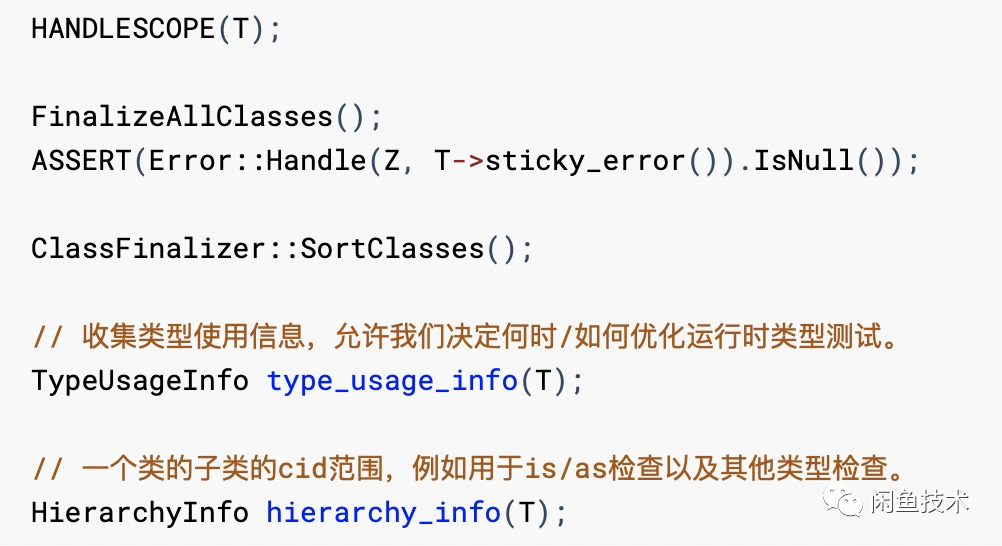 HANDLESCOPE(T);
FinalizeAllClasses();
ASSERT(Error::Handle(Z, T->sticky_error()).IsNull());
ClassFinalizer::SortClasses();
// 收集类型使用信息，允许我们决定何时/如何优化运行时类型测试。
TypeUsageInfo type_usage_info(T);
// 一个类的子类的cid范围，例如用于is/as检查以及其他类型检查。
HierarchyInfo hierarchy_info(T);
闲鱼技术